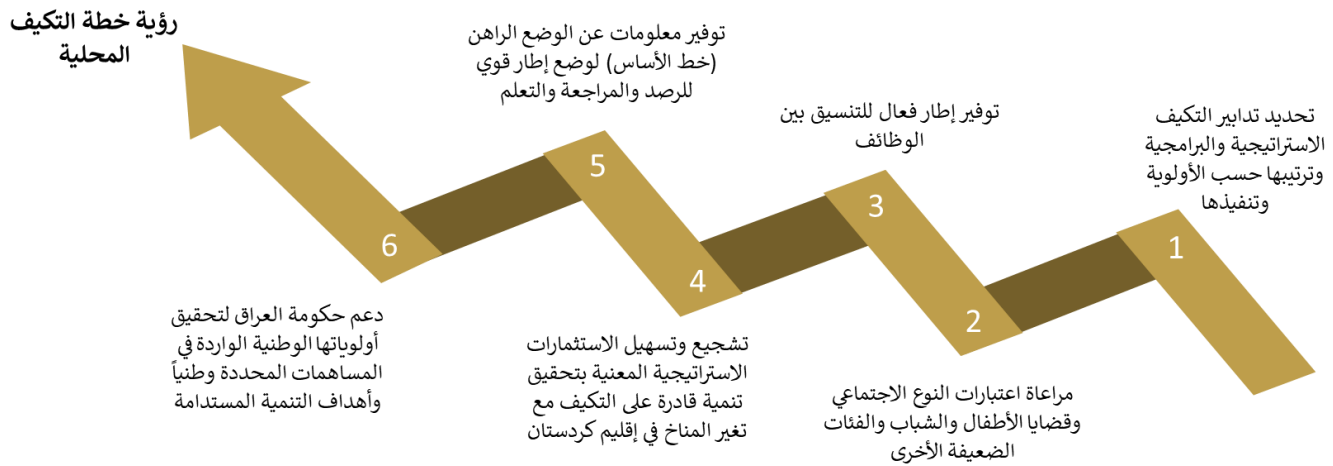 رؤية خطة التكيف
المحلية
1
تحديد تدابير التكيف
الاستراتيجية والبرامجية
وترتيبها حسب الأولوية
وتنفيذها
2
مراعاة اعتبارات النوع الاجتماعي
وقضايا الأطفال والشباب والفئات
الضعيفة الأخرى
3
توفير إطار فعال للتنسيق بين
الوظائف
4
تشجيع وتسهيل الاستثمارات
الاستراتيجية المعنية بتحقيق
تنمية قادرة على التكيف مع
تغير المناخ في إقليم كردستان
5
توفير معلومات عن الوضع الراهن
(خط الأساس) لوضع إطار قوي
للرصد والمراجعة والتعلم
6
دعم حكومة العراق لتحقيق
أولوياتها الوطنية الواردة في
المساهمات المحددة وطنياً
وأهداف التنمية المستدامة